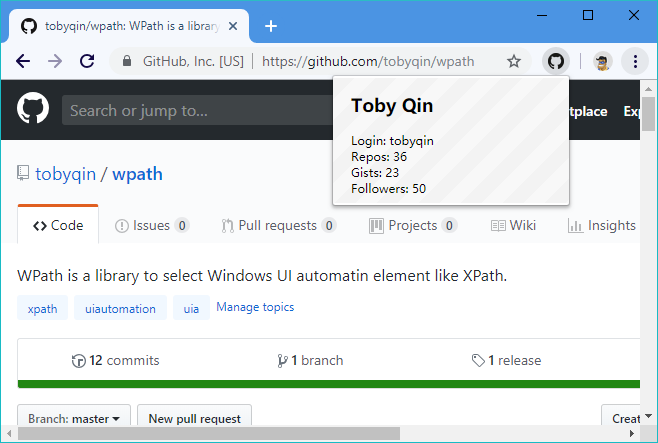 tobyqin/wpath: WPath is a library
GitHub, Inc. [US] | https://github.com/tobyqin/wpath
Search or jump to...
Toby Qin
Login: tobyqin
Repos: 36
Gists: 23
Followers: 50
tobyqin / wpath
Code Issues 0 Pull requests 0 Projects 0 Wiki Insights
WPath is a library to select Windows UI automatin element like XPath.
xpath uiautomation uia Manage topics
12 commits 1 branch 1 release
Branch: master New pull request